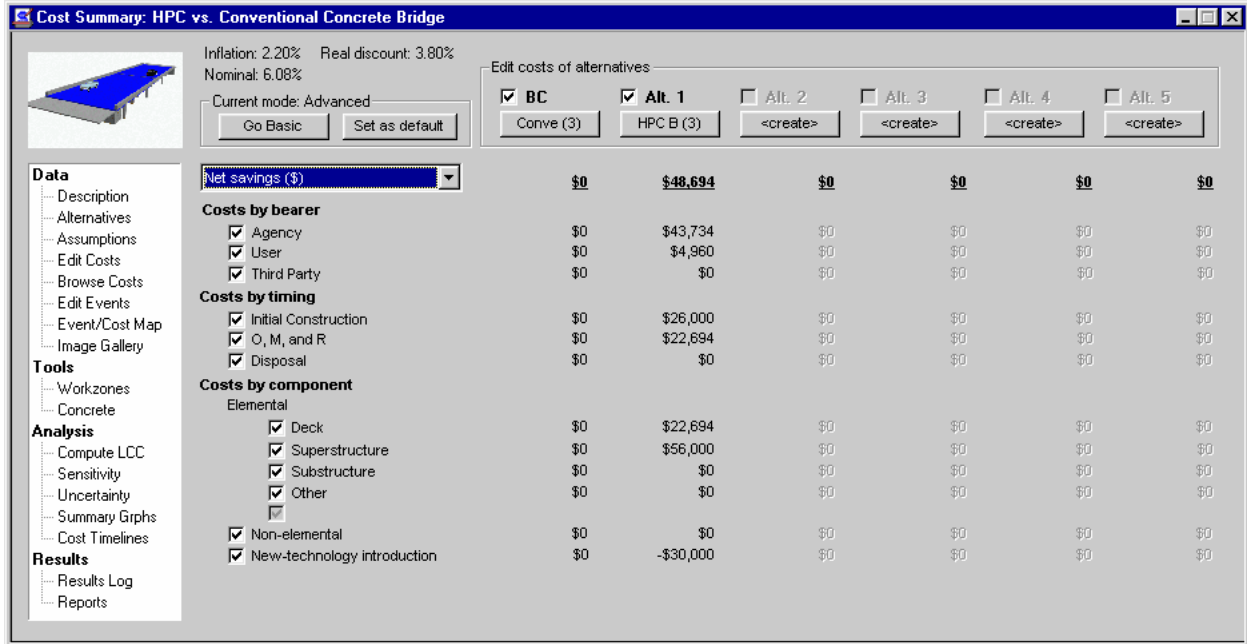 Cost Summary: HPC vs. Conventional Concrete Bridge
Inflation: 2.20% Real discount: 3.80%
Nominal: 6.08%
Current mode: Advanced
Go Basic Set as default
Edit costs of alternatives
BC Alt. 1 Alt. 2 Alt. 3 Alt. 4 Alt. 5
Conve (3) HPC B (3) <create> <create> <create> <create>
Data
Description
Alternatives
Assumptions
Edit Costs
Browse Costs
Edit Events
Event/Cost Map
Image Gallery
Tools
Workzones
Concrete
Analysis
Compute LCC
Sensitivity
Uncertainty
Summary Grphs
Cost Timelines
Results
Results Log
Reports
Net savings ($) $0 $48,694 $0 $0 $0 $0
Costs by bearer
Agency $0 $43,734 $0 $0 $0 $0
User $0 $4,960 $0 $0 $0 $0
Third Party $0 $0 $0 $0 $0 $0
Costs by timing
Initial Construction $0 $26,000 $0 $0 $0 $0
O, M, and R $0 $22,694 $0 $0 $0 $0
Disposal $0 $0 $0 $0 $0 $0
Costs by component
Elemental
Deck $0 $22,694 $0 $0 $0 $0
Superstructure $0 $56,000 $0 $0 $0 $0
Substructure $0 $0 $0 $0 $0 $0
Other $0 $0 $0 $0 $0 $0
Non-elemental $0 $0 $0 $0 $0 $0
New-technology introduction $0 -$30,000 $0 $0 $0 $0